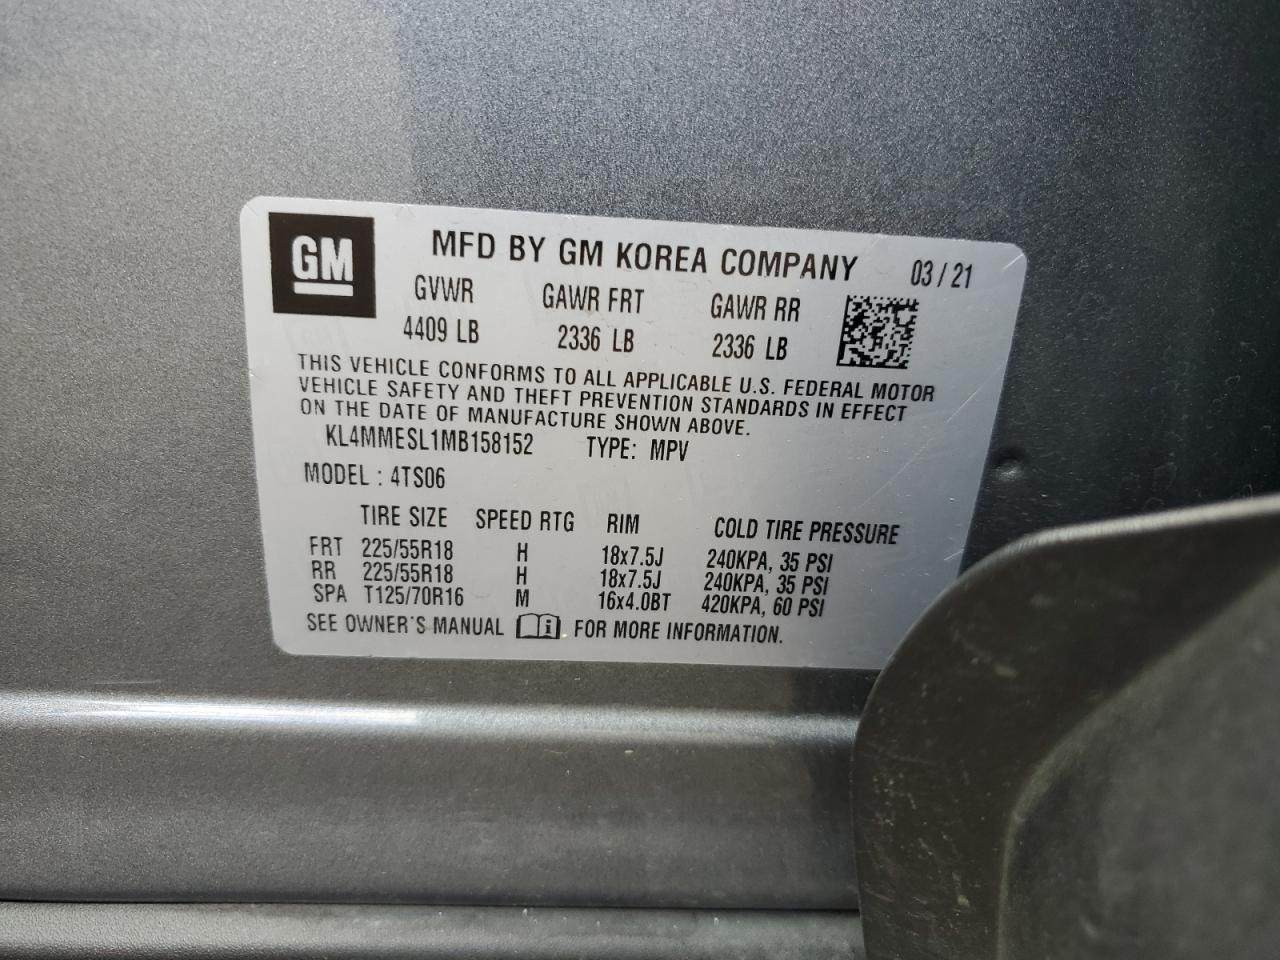 GM
MFD BY GM KOREA COMPANY 03 / 21
GVWR GAWR FRT GAWR RR
4409 LB 2336 LB 2336 LB
THIS VEHICLE CONFORMS TO ALL APPLICABLE U.S. FEDERAL MOTOR
VEHICLE SAFETY AND THEFT PREVENTION STANDARDS IN EFFECT
ON THE DATE OF MANUFACTURE SHOWN ABOVE.
KL4MMESL1MB158152 TYPE: MPV
MODEL : 4TS06
TIRE SIZE SPEED RTG RIM COLD TIRE PRESSURE
FRT 225/55R18 H 18x7.5J 240KPA, 35 PSI
RR 225/55R18 H 18x7.5J 240KPA, 35 PSI
SPA T125/70R16 M 16x4.0BT 420KPA, 60 PSI
SEE OWNER'S MANUAL i FOR MORE INFORMATION.